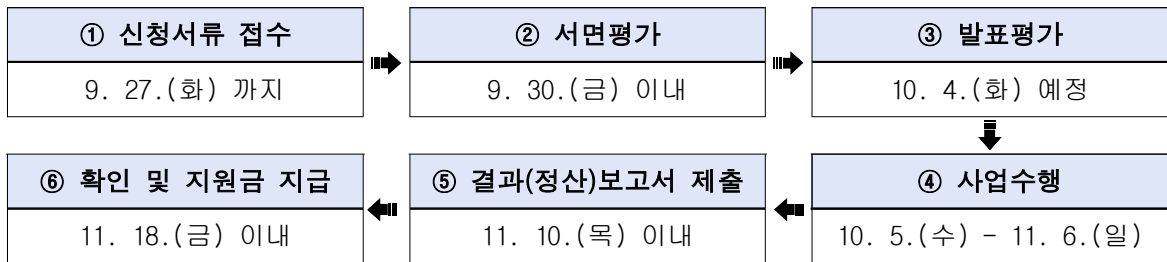 ① 신청서류 접수
9. 27.(화) 까지
② 서면평가
9. 30.(금) 이내
③ 발표평가
10. 4.(화) 예정
④ 사업수행
10. 5.(수) - 11. 6.(일)
⑤ 결과(정산)보고서 제출
11. 10.(목) 이내
⑥ 확인 및 지원금 지급
11. 18.(금) 이내